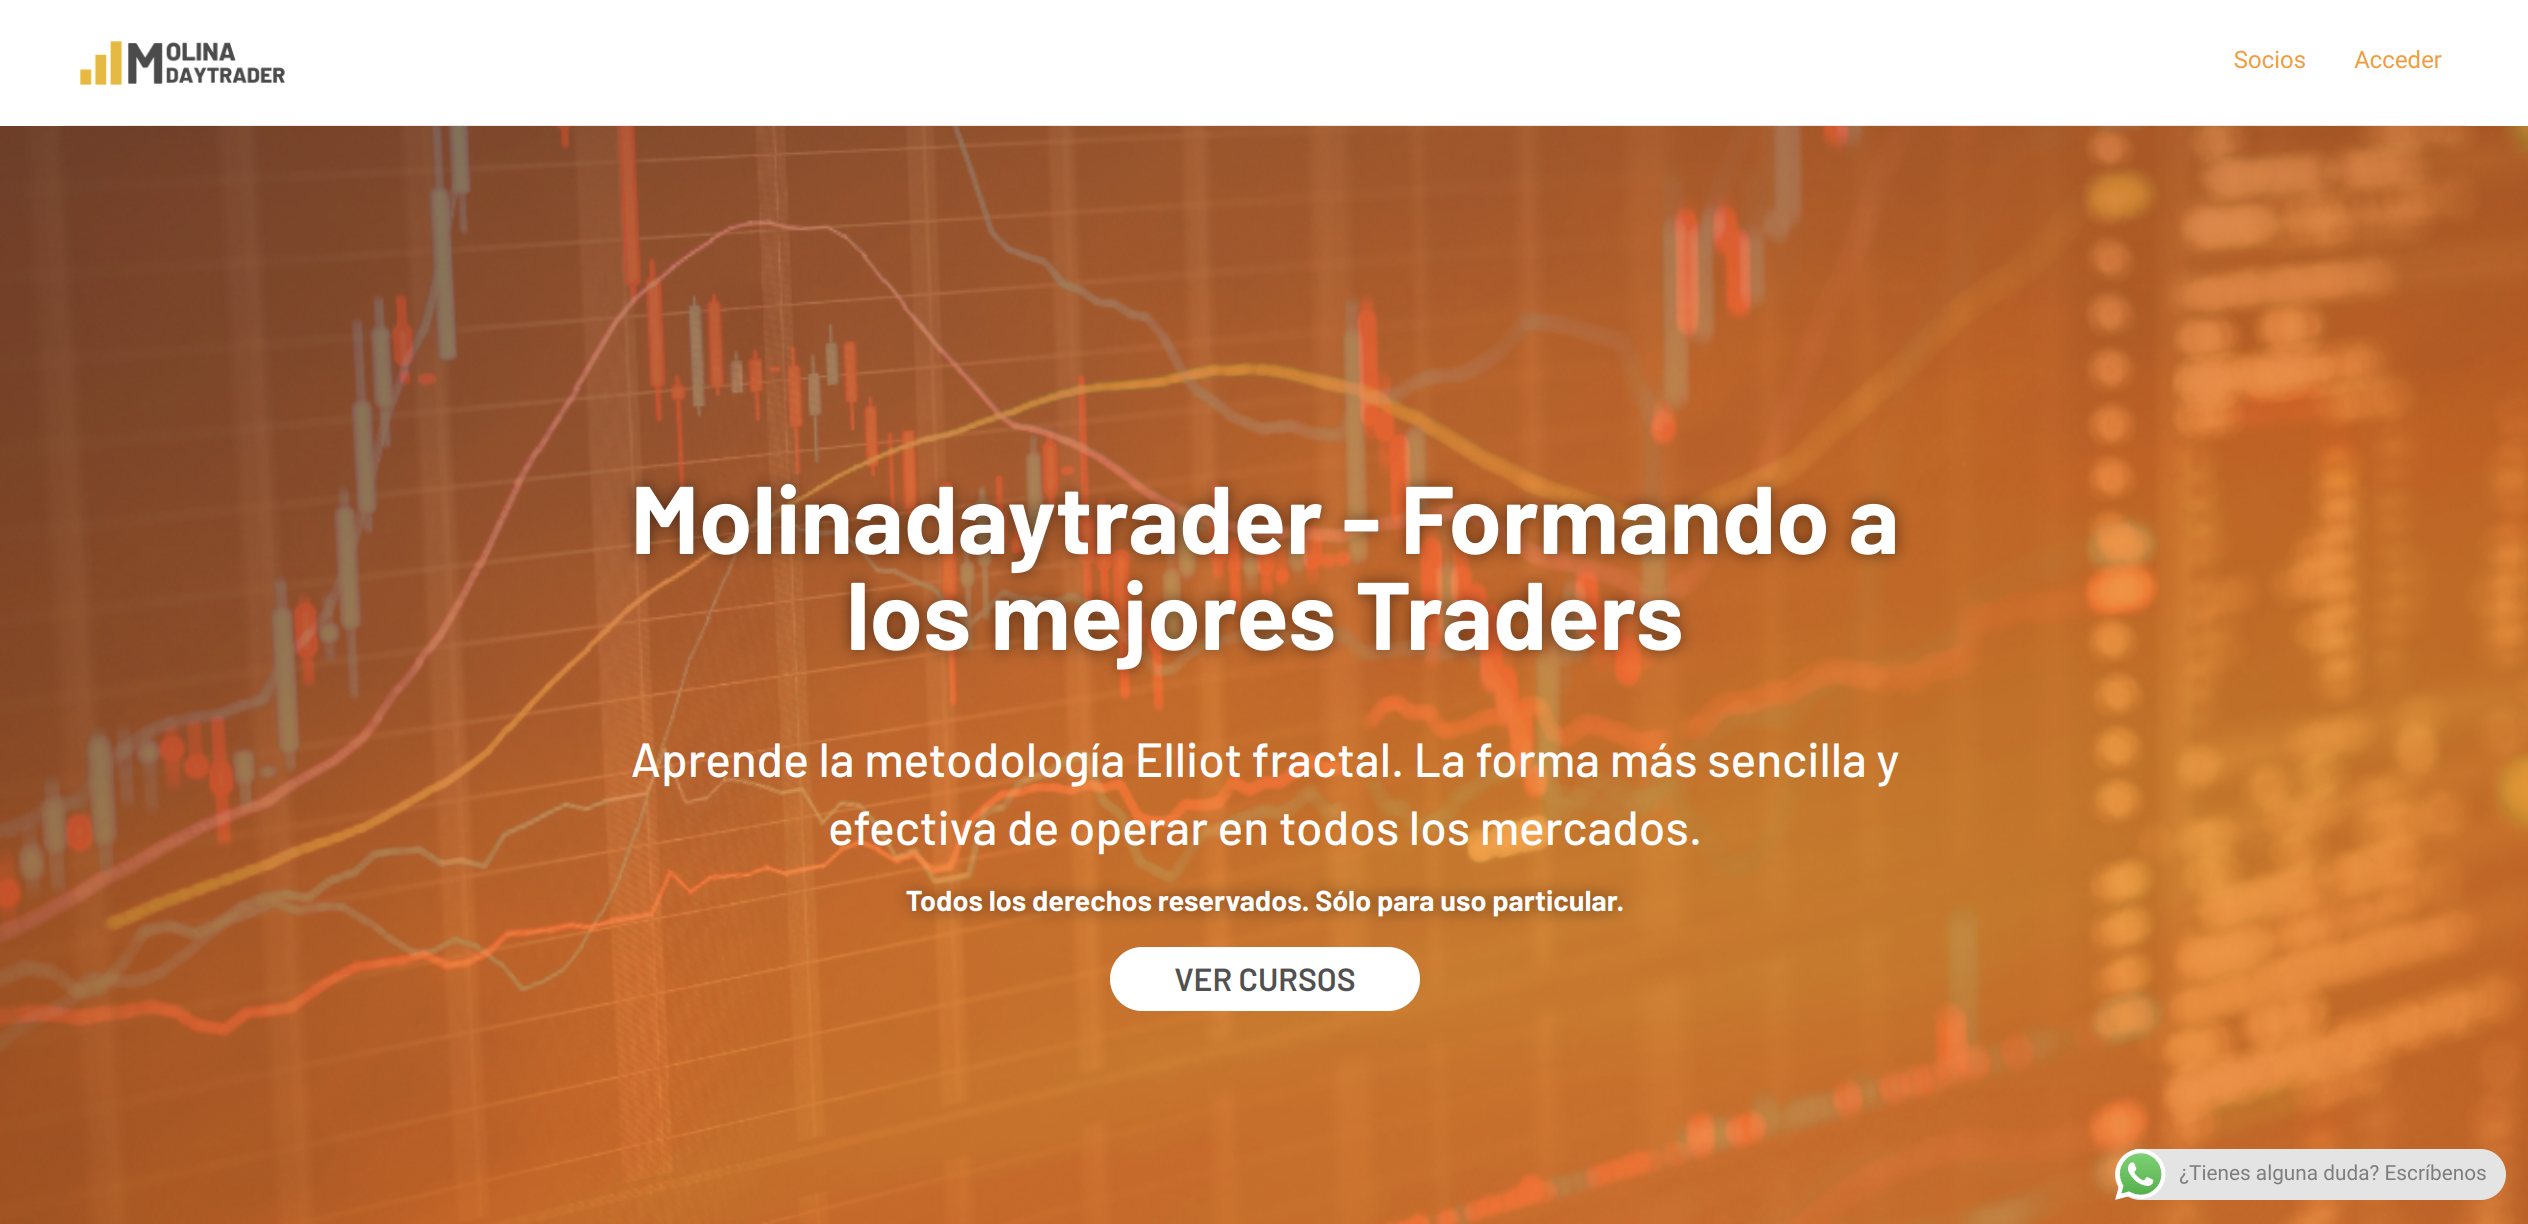 MOLINA
DAYTRADER
Socios
Acceder
Molinadaytrader - Formando a
los mejores Traders
Aprende la metodología Elliot fractal. La forma más sencilla y
efectiva de operar en todos los mercados.
Todos los derechos reservados. Sólo para uso particular.
VER CURSOS
¿Tienes alguna duda? Escríbenos